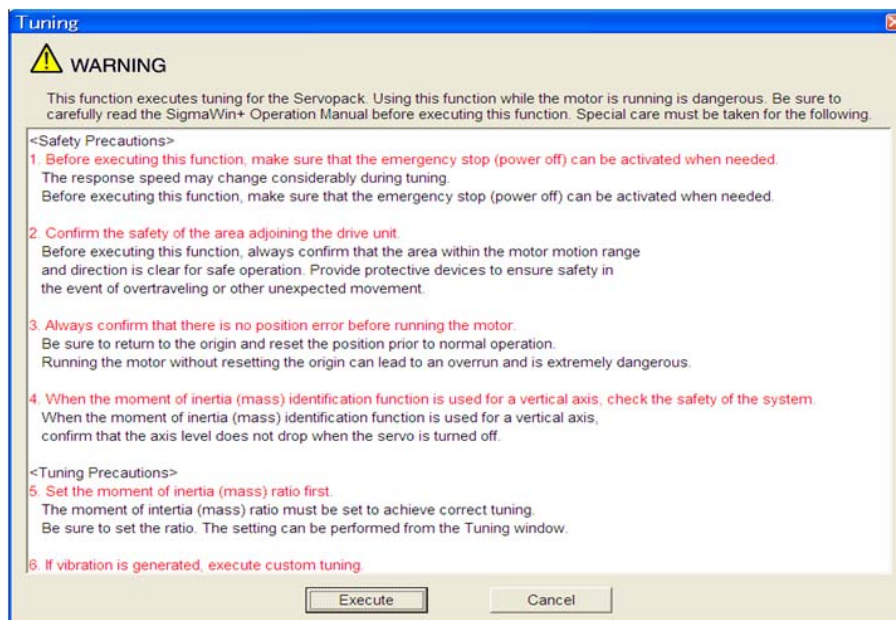 Tuning
WARNING
This function executes tuning for the Servopack. Using this function while the motor is running is dangerous. Be sure to
carefully read the SigmaWin+ Operation Manual before executing this function. Special care must be taken for the following.
<Safety Precautions>
1. Before executing this function, make sure that the emergency stop (power off) can be activated when needed.
The response speed may change considerably during tuning.
Before executing this function, make sure that the emergency stop (power off) can be activated when needed.
2. Confirm the safety of the area adjoining the drive unit.
Before executing this function, always confirm that the area within the motor motion range
and direction is clear for safe operation. Provide protective devices to ensure safety in
the event of overtraveling or other unexpected movement.
3. Always confirm that there is no position error before running the motor.
Be sure to return to the origin and reset the position prior to normal operation.
Running the motor without resetting the origin can lead to an overrun and is extremely dangerous.
4. When the moment of inertia (mass) identification function is used for a vertical axis, check the safety of the system.
When the moment of inertia (mass) identification function is used for a vertical axis,
confirm that the axis level does not drop when the servo is turned off.
<Tuning Precautions>
5. Set the moment of inertia (mass) ratio first.
The moment of intertia (mass) ratio must be set to achieve correct tuning.
Be sure to set the ratio. The setting can be performed from the Tuning window.
6. If vibration is generated, execute custom tuning.
Execute
Cancel